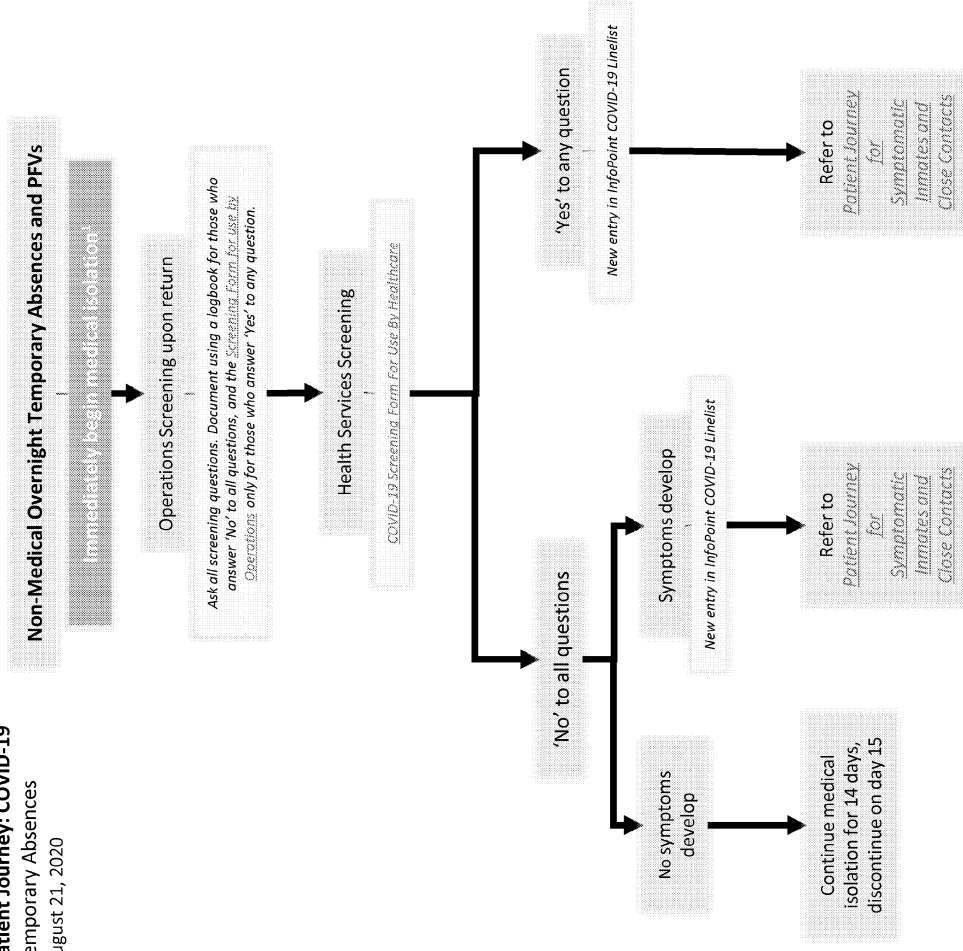 atient Journey: COVID-19
emporary Absences
ugust 21, 2020
Non-Medical Overnight Temporary Absences and PFVs
Immediately begin medical isolation¹
Operations Screening upon return
Ask all screening questions. Document using a logbook for those who
answer ‘No’ to all questions, and the Screening Form for use by
Operations only for those who answer ‘Yes’ to any question.
Health Services Screening
COVID-19 Screening Form For Use By Healthcare
‘No’ to all questions
‘Yes’ to any question
New entry in InfoPoint COVID-19 Linelist
No symptoms
develop
Symptoms develop
New entry in InfoPoint COVID-19 Linelist
Continue medical
isolation for 14 days,
discontinue on day 15
Refer to
Patient Journey
for
Symptomatic
Inmates and
Close Contacts
Refer to
Patient Journey
for
Symptomatic
Inmates and
Close Contacts